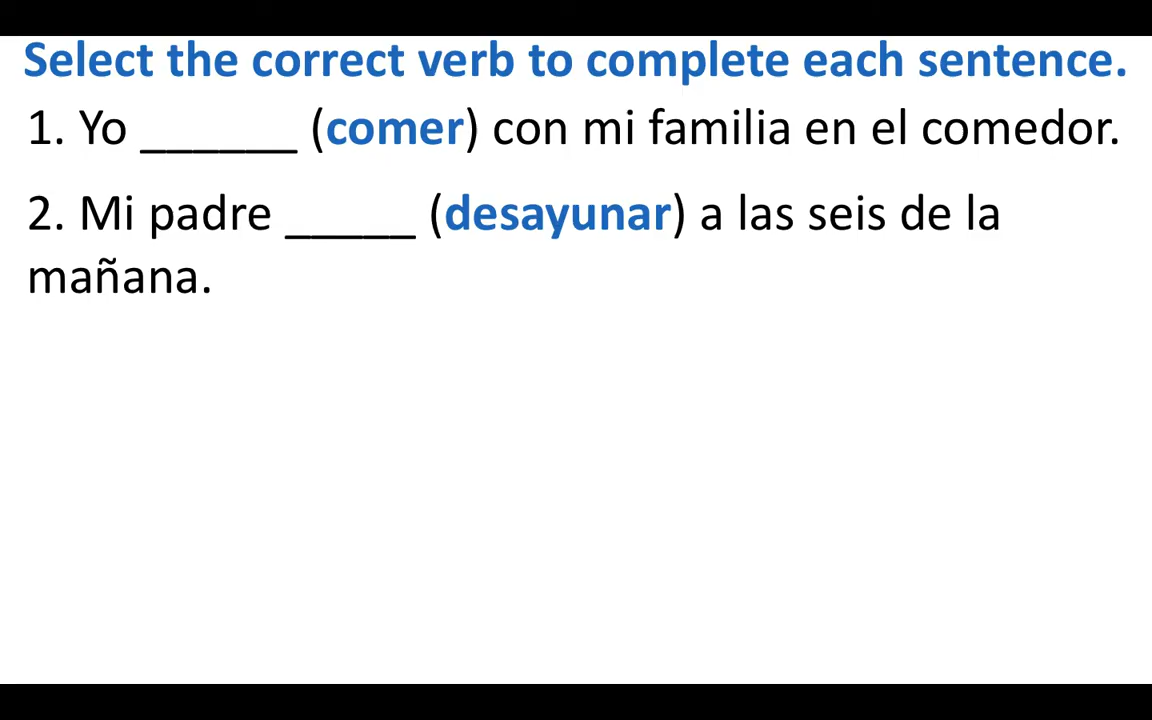 Select the correct verb to complete each sentence.
1. Yo ______ (comer) con mi familia en el comedor.
2. Mi padre _____ (desayunar) a las seis de la
mañana.